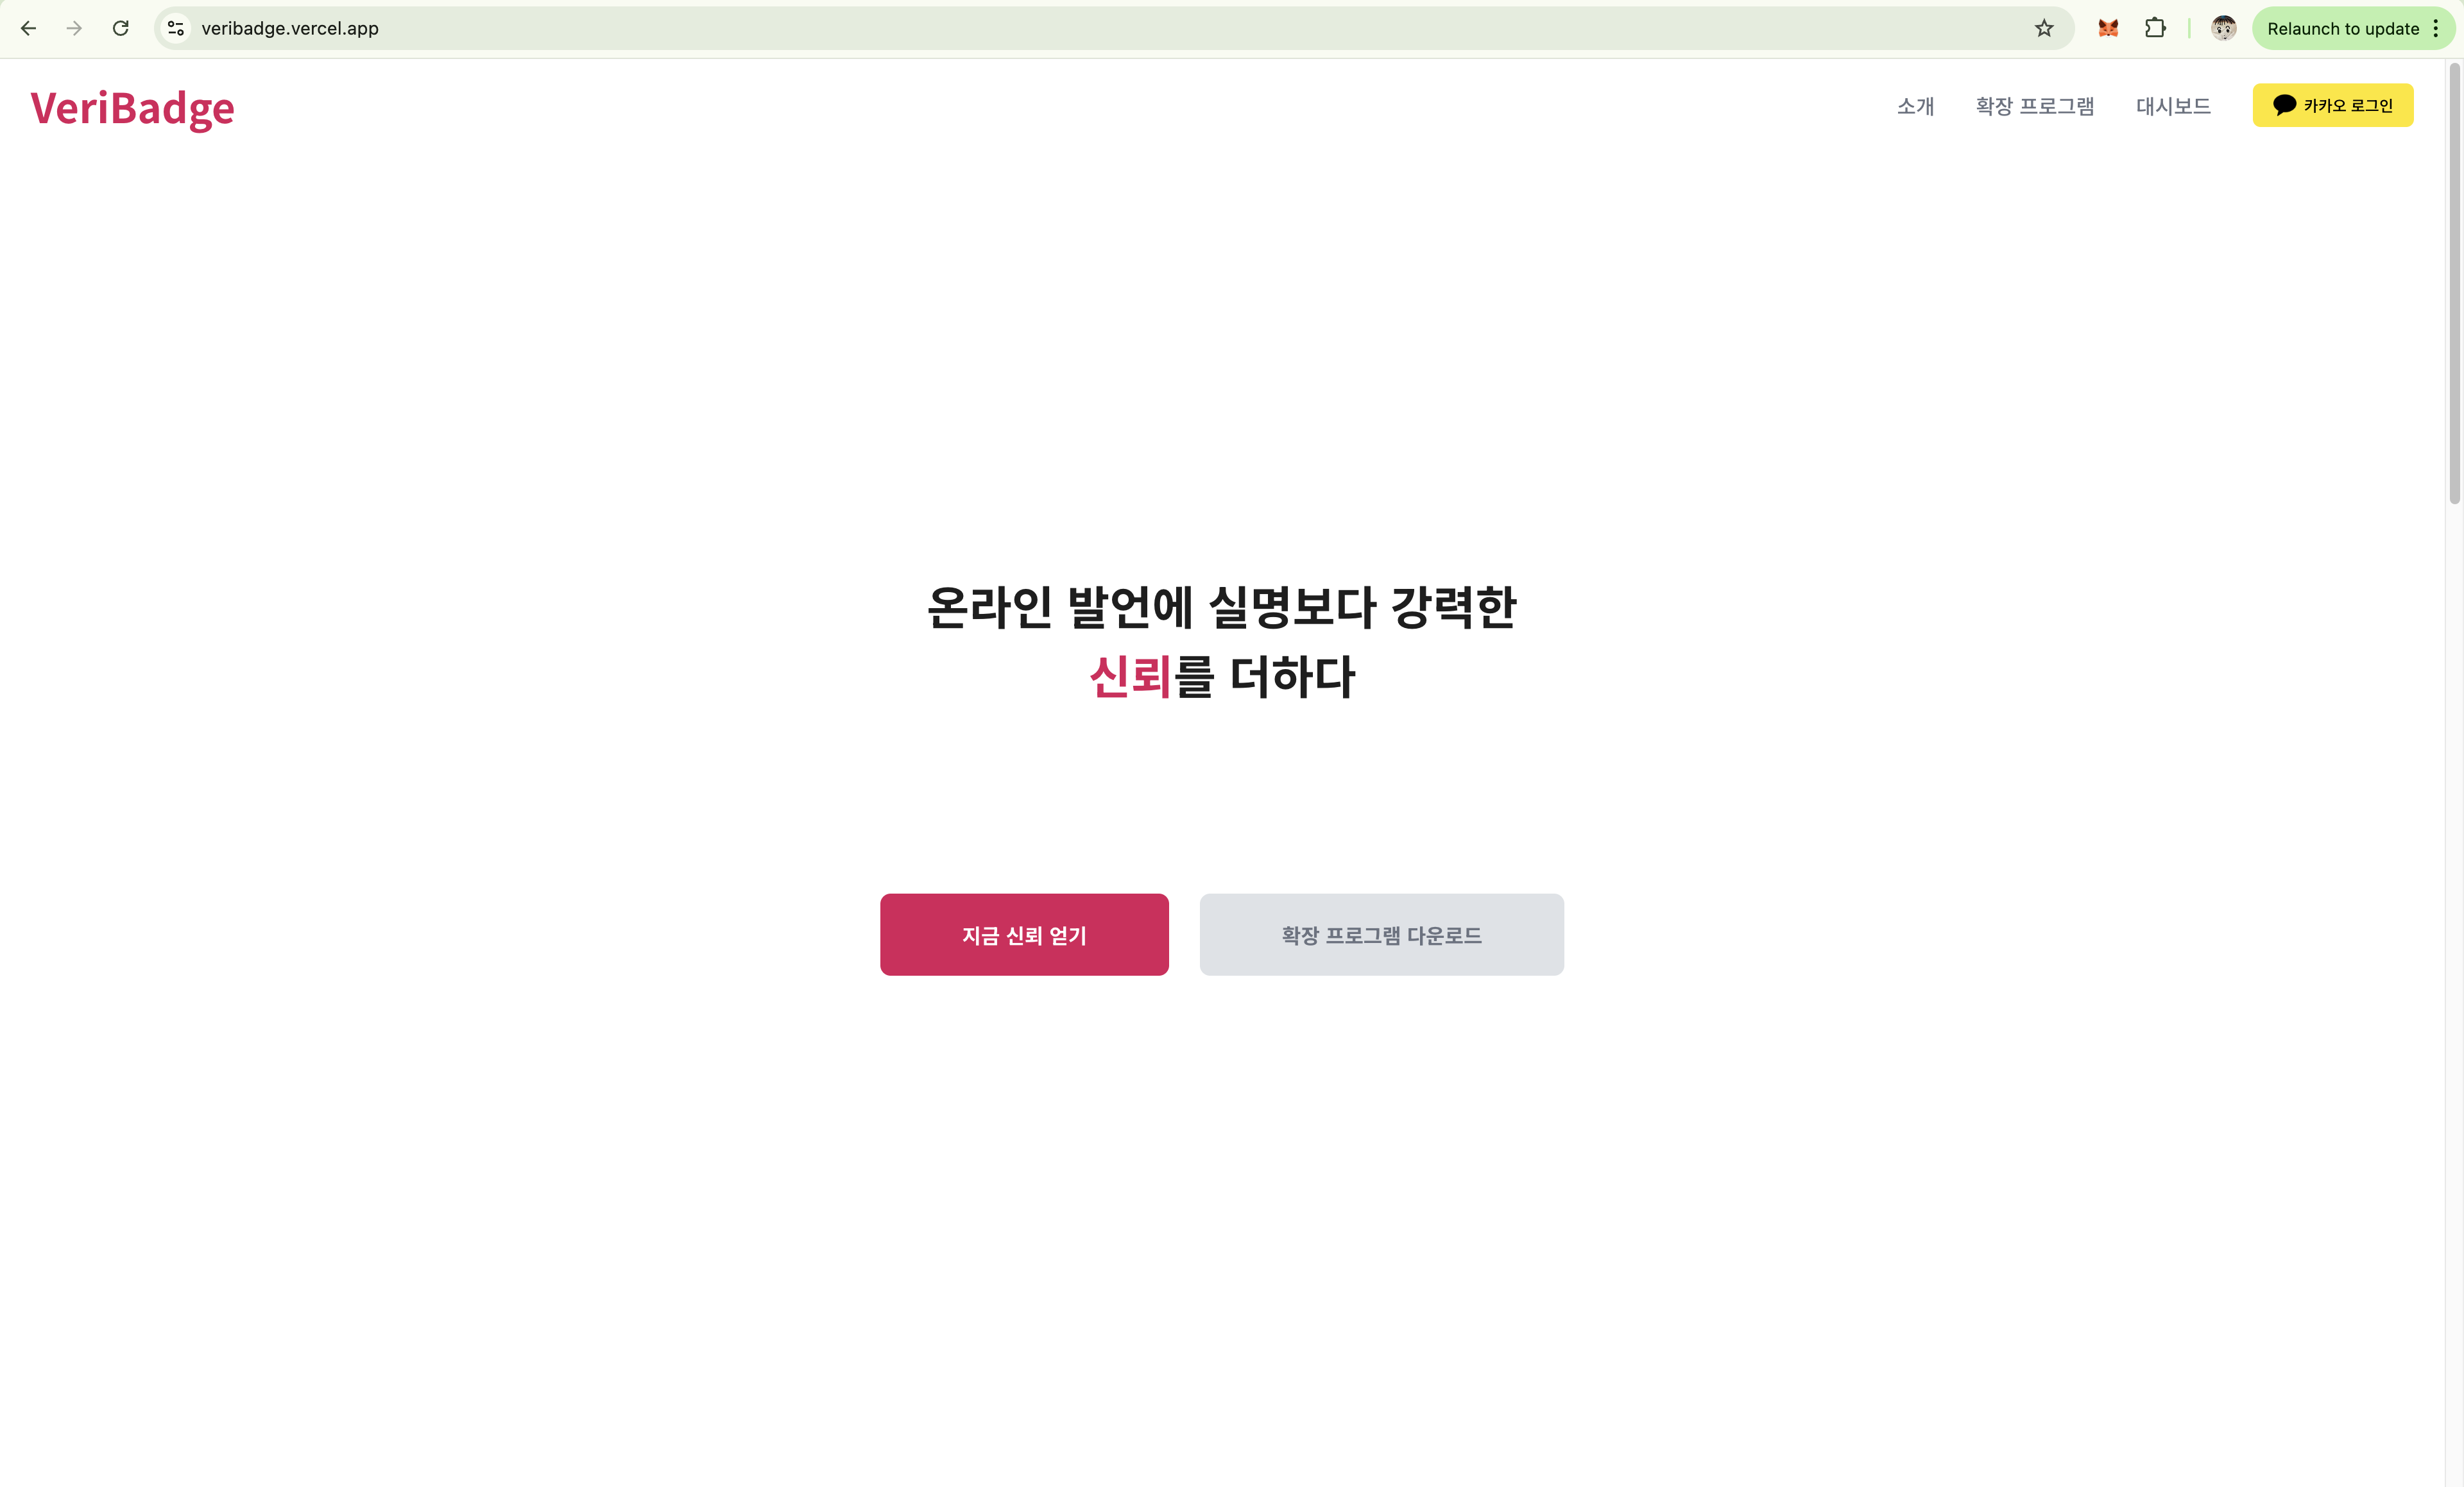 veribadge.vercel.app
Relaunch to update
VeriBadge
소개
확장 프로그램
대시보드
카카오 로그인
온라인 발언에 실명보다 강력한
신뢰를 더하다
지금 신뢰 얻기
확장 프로그램 다운로드